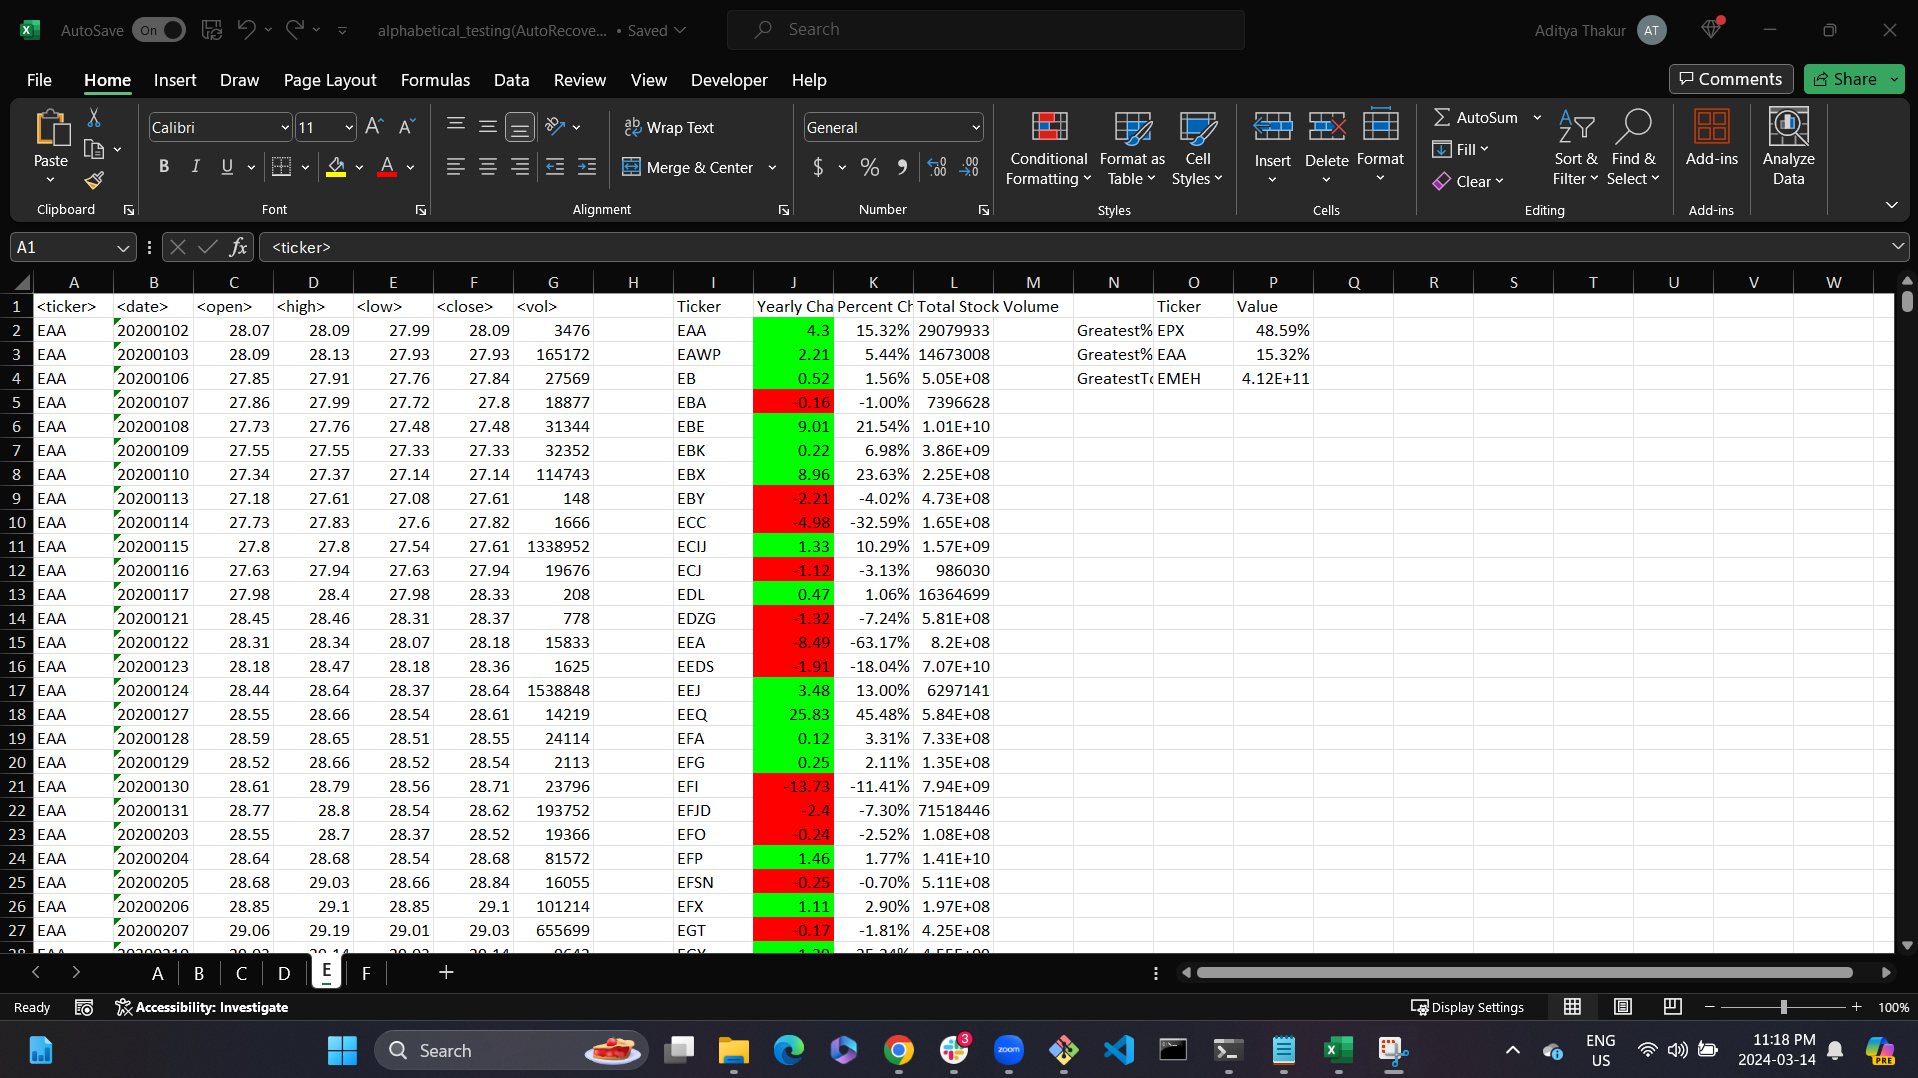 AutoSave On alphabetical_testing(AutoRecove... • Saved Search Aditya Thakur AT
File Home Insert Draw Page Layout Formulas Data Review View Developer Help Comments Share
Paste Calibri 11 Wrap Text General Conditional Formatting Format as Table Cell Styles Insert Delete Format AutoSum Fill Clear Sort & Filter Find & Select Add-ins Analyze Data
B I U Merge & Center $ %
Clipboard Font Alignment Number Styles Cells Editing Add-ins
A1 fx <ticker>
A B C D E F G H I J K L M N O P Q R S T U V W
1 <ticker> <date> <open> <high> <low> <close> <vol> Ticker Yearly Cha Percent Ch Total Stock Volume Ticker Value
2 EAA 20200102 28.07 28.09 27.99 28.09 3476 EAA 4.3 15.32% 29079933 Greatest% EPX 48.59%
3 EAA 20200103 28.09 28.13 27.93 27.93 165172 EAWP 2.21 5.44% 14673008 Greatest% EAA 15.32%
4 EAA 20200106 27.85 27.91 27.76 27.84 27569 EB 0.52 1.56% 5.05E+08 GreatestTo EMEH 4.12E+11
5 EAA 20200107 27.86 27.99 27.72 27.8 18877 EBA -0.16 -1.00% 7396628
6 EAA 20200108 27.73 27.76 27.48 27.48 31344 EBE 9.01 21.54% 1.01E+10
7 EAA 20200109 27.55 27.55 27.33 27.33 32352 EBK 0.22 6.98% 3.86E+09
8 EAA 20200110 27.34 27.37 27.14 27.14 114743 EBX 8.96 23.63% 2.25E+08
9 EAA 20200113 27.18 27.61 27.08 27.61 148 EBY -2.21 -4.02% 4.73E+08
10 EAA 20200114 27.73 27.83 27.6 27.82 1666 ECC -4.98 -32.59% 1.65E+08
11 EAA 20200115 27.8 27.8 27.54 27.61 1338952 ECIJ 1.33 10.29% 1.57E+09
12 EAA 20200116 27.63 27.94 27.63 27.94 19676 ECJ -1.12 -3.13% 986030
13 EAA 20200117 27.98 28.4 27.98 28.33 208 EDL 0.47 1.06% 16364699
14 EAA 20200121 28.45 28.46 28.31 28.37 778 EDZG -1.32 -7.24% 5.81E+08
15 EAA 20200122 28.31 28.34 28.07 28.18 15833 EEA -8.49 -63.17% 8.2E+08
16 EAA 20200123 28.18 28.47 28.18 28.36 1625 EEDS -1.91 -18.04% 7.07E+10
17 EAA 20200124 28.44 28.64 28.37 28.64 1538848 EEJ 3.48 13.00% 6297141
18 EAA 20200127 28.55 28.66 28.54 28.61 14219 EEQ 25.83 45.48% 5.84E+08
19 EAA 20200128 28.59 28.65 28.51 28.55 24114 EFA 0.12 3.31% 7.33E+08
20 EAA 20200129 28.52 28.66 28.52 28.54 2113 EFG 0.25 2.11% 1.35E+08
21 EAA 20200130 28.61 28.79 28.56 28.71 23796 EFI -13.73 -11.41% 7.94E+09
22 EAA 20200131 28.77 28.8 28.54 28.62 193752 EFJD -2.4 -7.30% 71518446
23 EAA 20200203 28.55 28.7 28.37 28.52 19366 EFO -0.24 -2.52% 1.08E+08
24 EAA 20200204 28.64 28.68 28.54 28.68 81572 EFP 1.46 1.77% 1.41E+10
25 EAA 20200205 28.68 29.03 28.66 28.84 16055 EFSN -0.25 -0.70% 5.11E+08
26 EAA 20200206 28.85 29.1 28.85 29.1 101214 EFX 1.11 2.90% 1.97E+08
27 EAA 20200207 29.06 29.19 29.01 29.03 655699 EGT -0.17 -1.81% 4.25E+08
A B C D E F +
Ready Accessibility: Investigate Display Settings 100%
Search 3 zoom ENG US 11:18 PM 2024-03-14 PRE